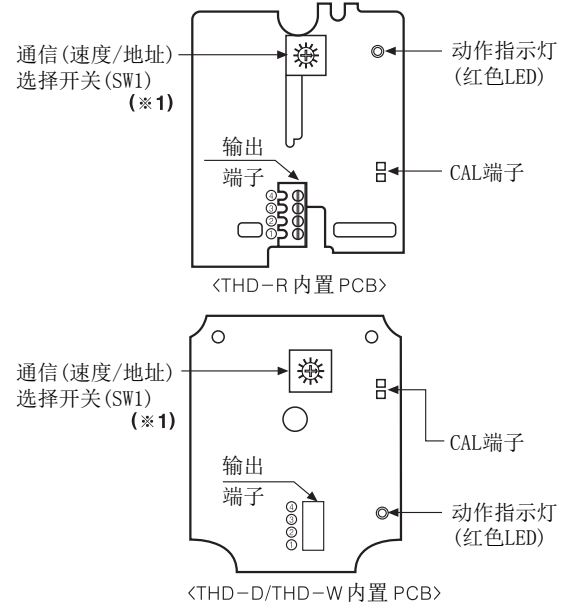 通信(速度/地址)
选择开关(SW1)
(※1)
动作指示灯
(红色LED)
输出
端子
CAL端子
④
③
②
①
<THD-R 内置 PCB>
通信(速度/地址)
选择开关(SW1)
(※1)
CAL端子
输出
端子
④
③
②
①
动作指示灯
(红色LED)
<THD-D/THD-W 内置 PCB>